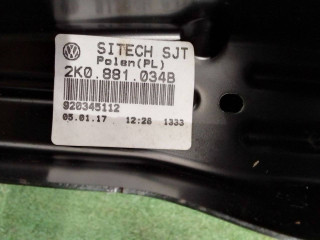 SITECH SJT
Polen(PL)
2K0.881.034B
920345112
05.01.17 12:28 1333